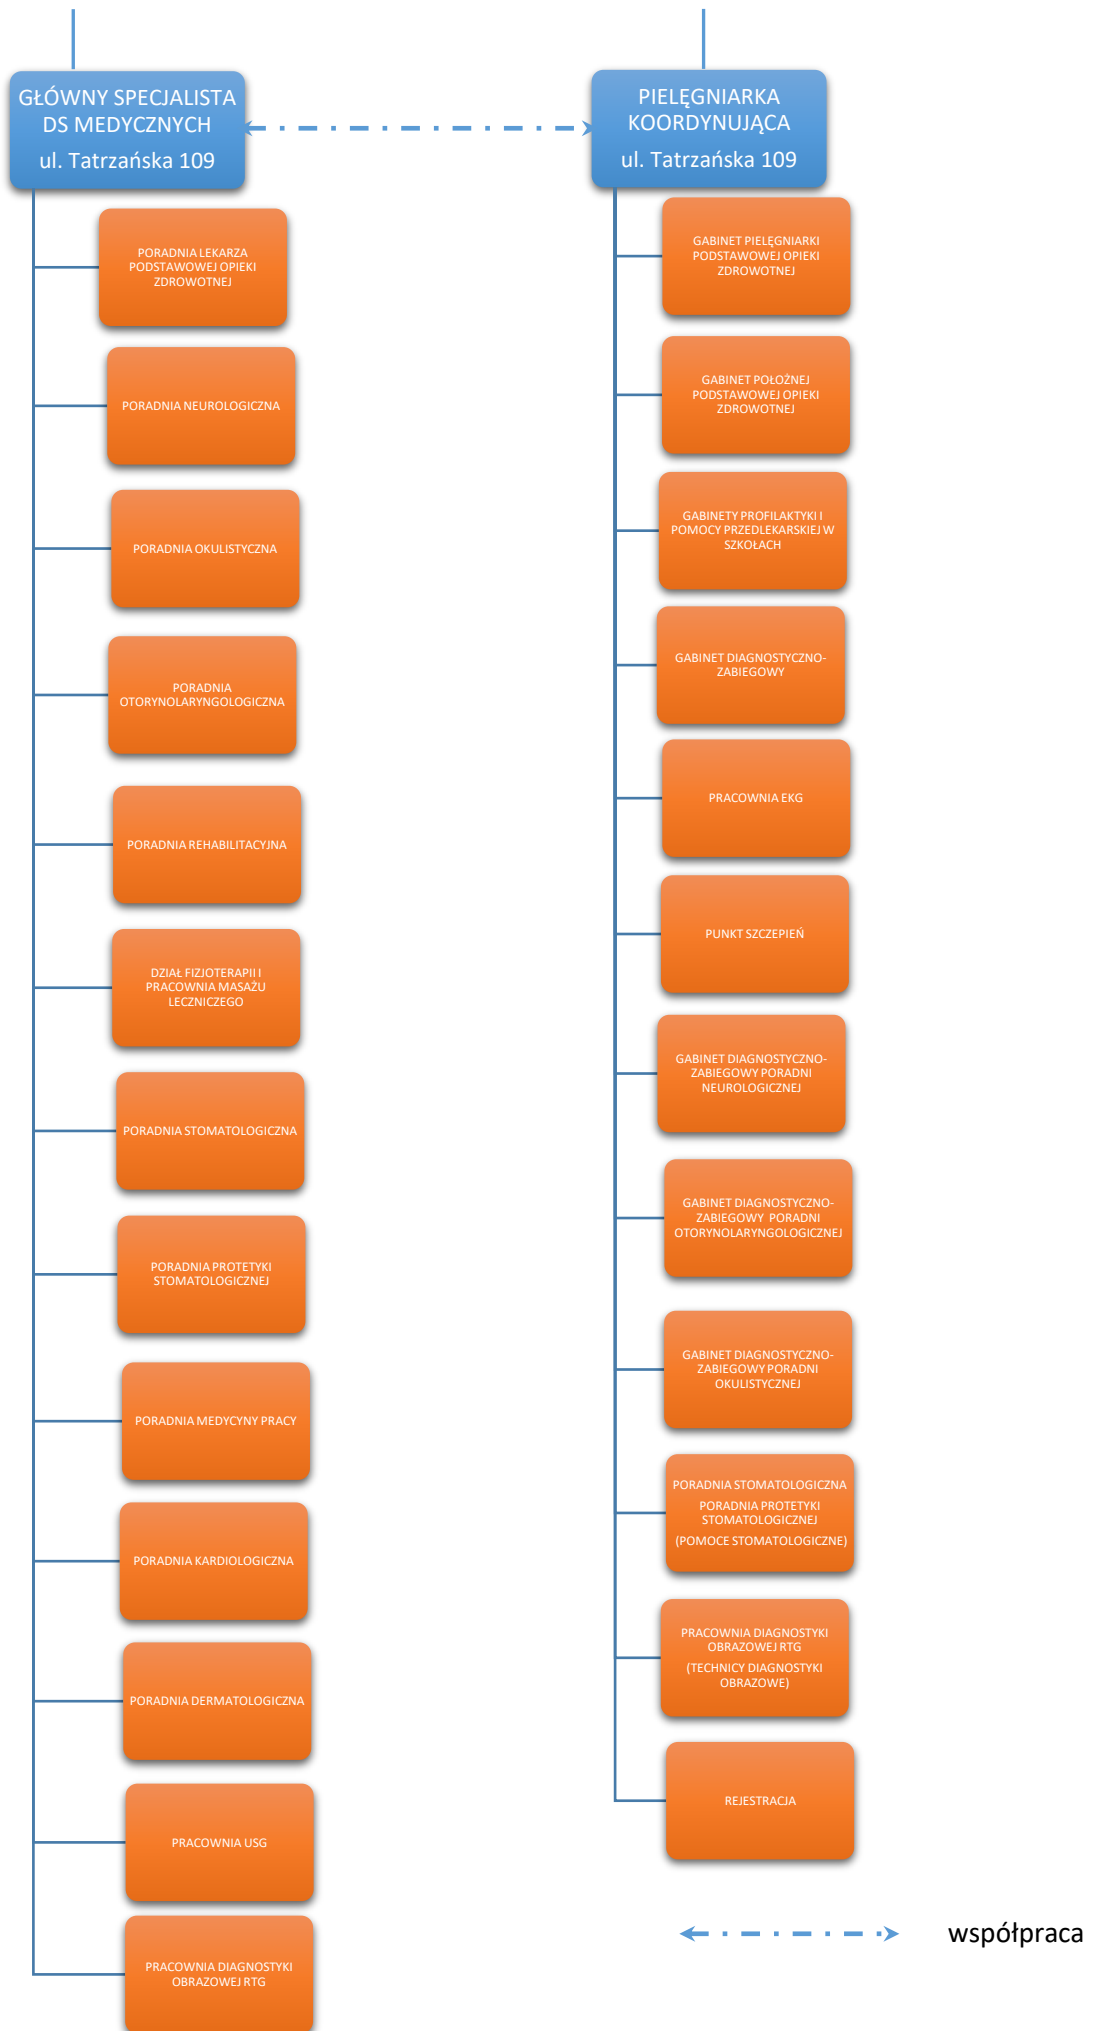 GŁÓWNY SPECJALISTA
DS MEDYCZNYCH
ul. Tatrzańska 109
PORADNIA LEKARZA
PODSTAWOWEJ OPIEKI
ZDROWOTNEJ
PORADNIA NEUROLOGICZNA
PORADNIA OKULISTYCZNA
PORADNIA
OTORYNOLARYNGOLOGICZNA
PORADNIA REHABILITACYJNA
DZIAŁ FIZJOTERAPII I
PRACOWNIA MASAŻU
LECZNICZEGO
PORADNIA STOMATOLOGICZNA
PORADNIA PROTETYKI
STOMATOLOGICZNEJ
PORADNIA MEDYCYNY PRACY
PORADNIA KARDIOLOGICZNA
PORADNIA DERMATOLOGICZNA
PRACOWNIA USG
PRACOWNIA DIAGNOSTYKI
OBRAZOWEJ RTG
PIELĘGNIARKA
KOORDYNUJĄCA
ul. Tatrzańska 109
GABINET PIELĘGNIARKI
PODSTAWOWEJ OPIEKI
ZDROWOTNEJ
GABINET POŁOŻNEJ
PODSTAWOWEJ OPIEKI
ZDROWOTNEJ
GABINETY PROFILAKTYKI I
POMOCY PRZEDLEKARSKIEJ W
SZKOŁACH
GABINET DIAGNOSTYCZNO-
ZABIEGOWY
PRACOWNIA EKG
PUNKT SZCZEPIEŃ
GABINET DIAGNOSTYCZNO-
ZABIEGOWY PORADNI
NEUROLOGICZNEJ
GABINET DIAGNOSTYCZNO-
ZABIEGOWY PORADNI
OTORYNOLARYNGOLOGICZNEJ
GABINET DIAGNOSTYCZNO-
ZABIEGOWY PORADNI
OKULISTYCZNEJ
PORADNIA STOMATOLOGICZNA
PORADNIA PROTETYKI
STOMATOLOGICZNEJ
(POMOCE STOMATOLOGICZNE)
PRACOWNIA DIAGNOSTYKI
OBRAZOWEJ RTG
(TECHNICY DIAGNOSTYKI
OBRAZOWE)
REJESTRACJA
współpraca